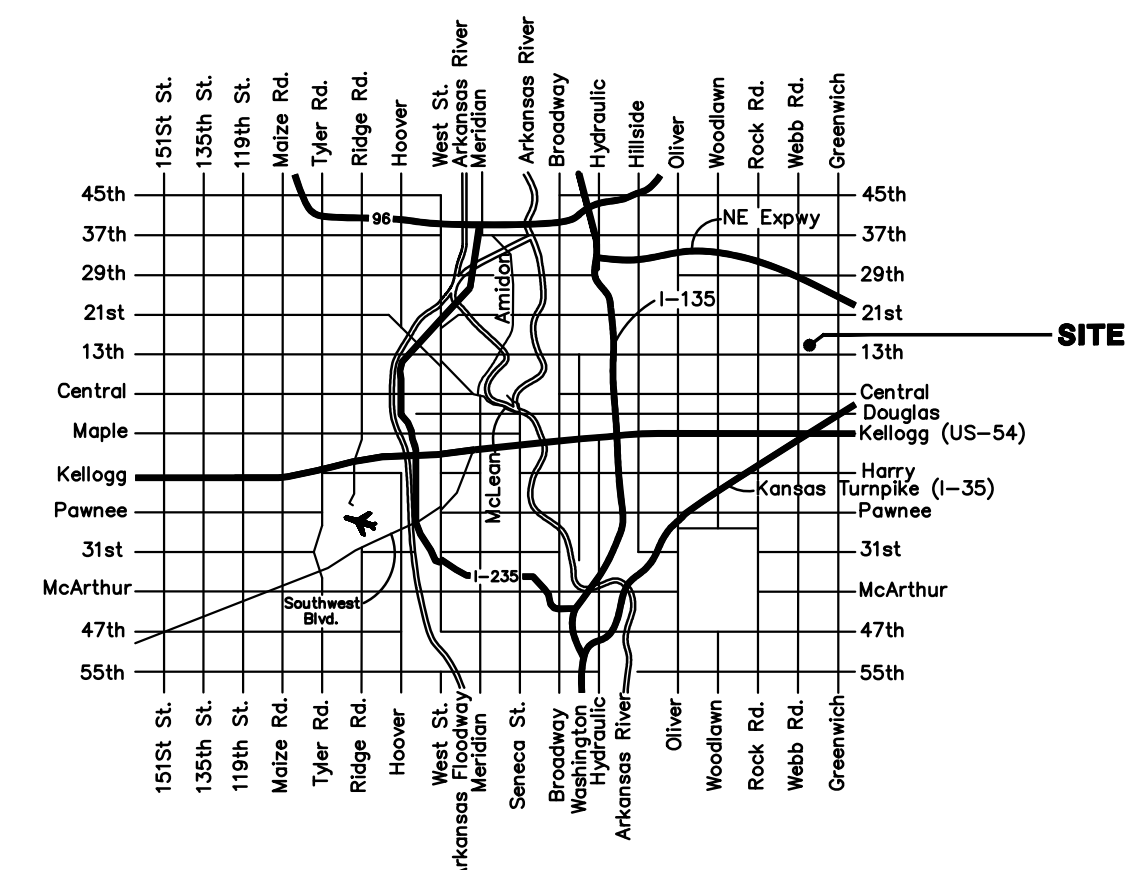 151St St.
135th St.
119th St.
Maize Rd.
Tyler Rd.
Ridge Rd.
Hoover
West St.
Arkansas River
Meridian
Arkansas River
Broadway
Hydraulic
Hillside
Oliver
Woodlawn
Rock Rd.
Webb Rd.
Greenwich
45th
37th
29th
21st
13th
Central
Maple
Kellogg
Pawnee
31st
McArthur
47th
55th
96
NE Expwy
Amidon
I-135
SITE
McLean
Kansas Turnpike (I-35)
I-235
Southwest
Blvd.
45th
37th
29th
21st
13th
Central
Douglas
Kellogg (US-54)
Harry
Pawnee
31st
McArthur
47th
55th
151St St.
135th St.
119th St.
Maize Rd.
Tyler Rd.
Ridge Rd.
Hoover
West St.
Arkansas Floodway
Meridian
Seneca St.
Broadway
Washington
Hydraulic
Arkansas River
Oliver
Woodlawn
Rock Rd.
Webb Rd.
Greenwich